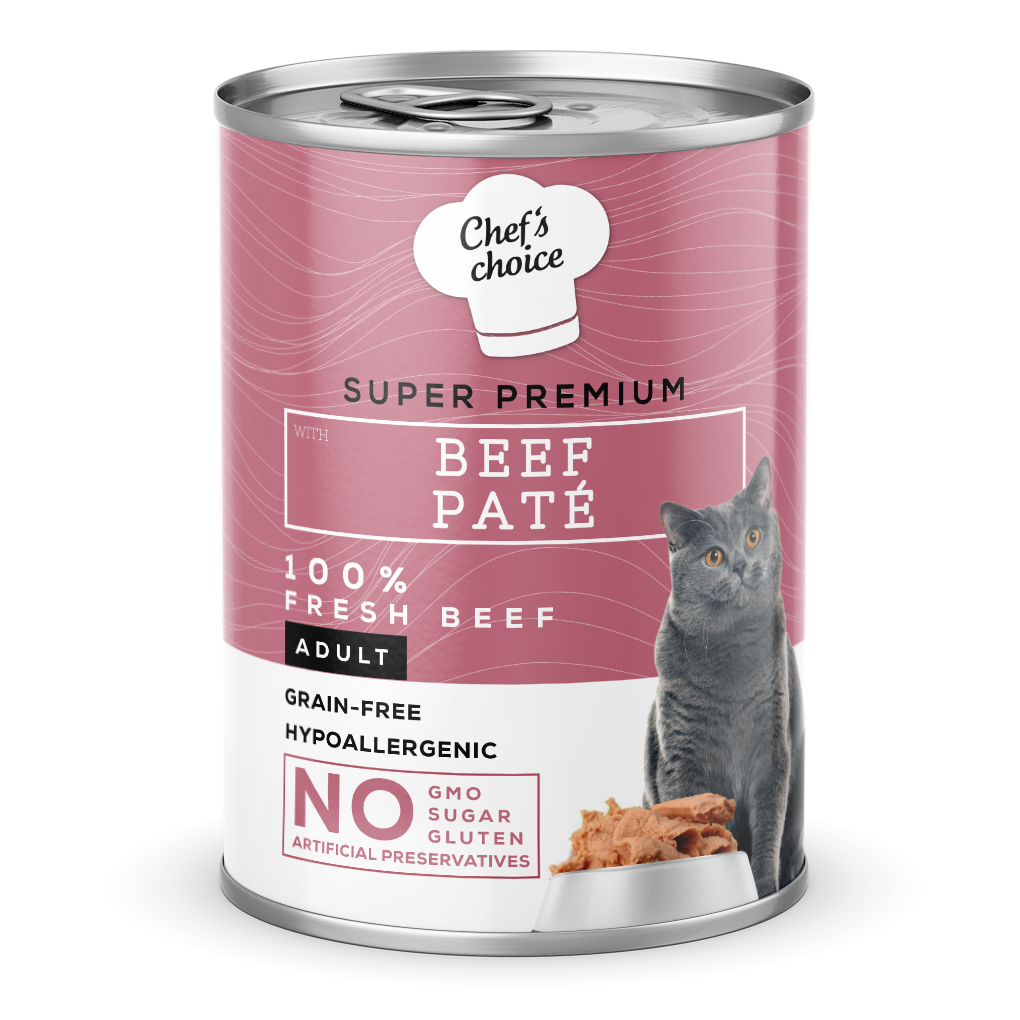 Chef's
choice
SUPER PREMIUM
WITH
BEEF
PATÉ
100%
FRESH BEEF
ADULT
GRAIN-FREE
HYPOALLERGENIC
NO
GMO
SUGAR
GLUTEN
ARTIFICIAL PRESERVATIVES